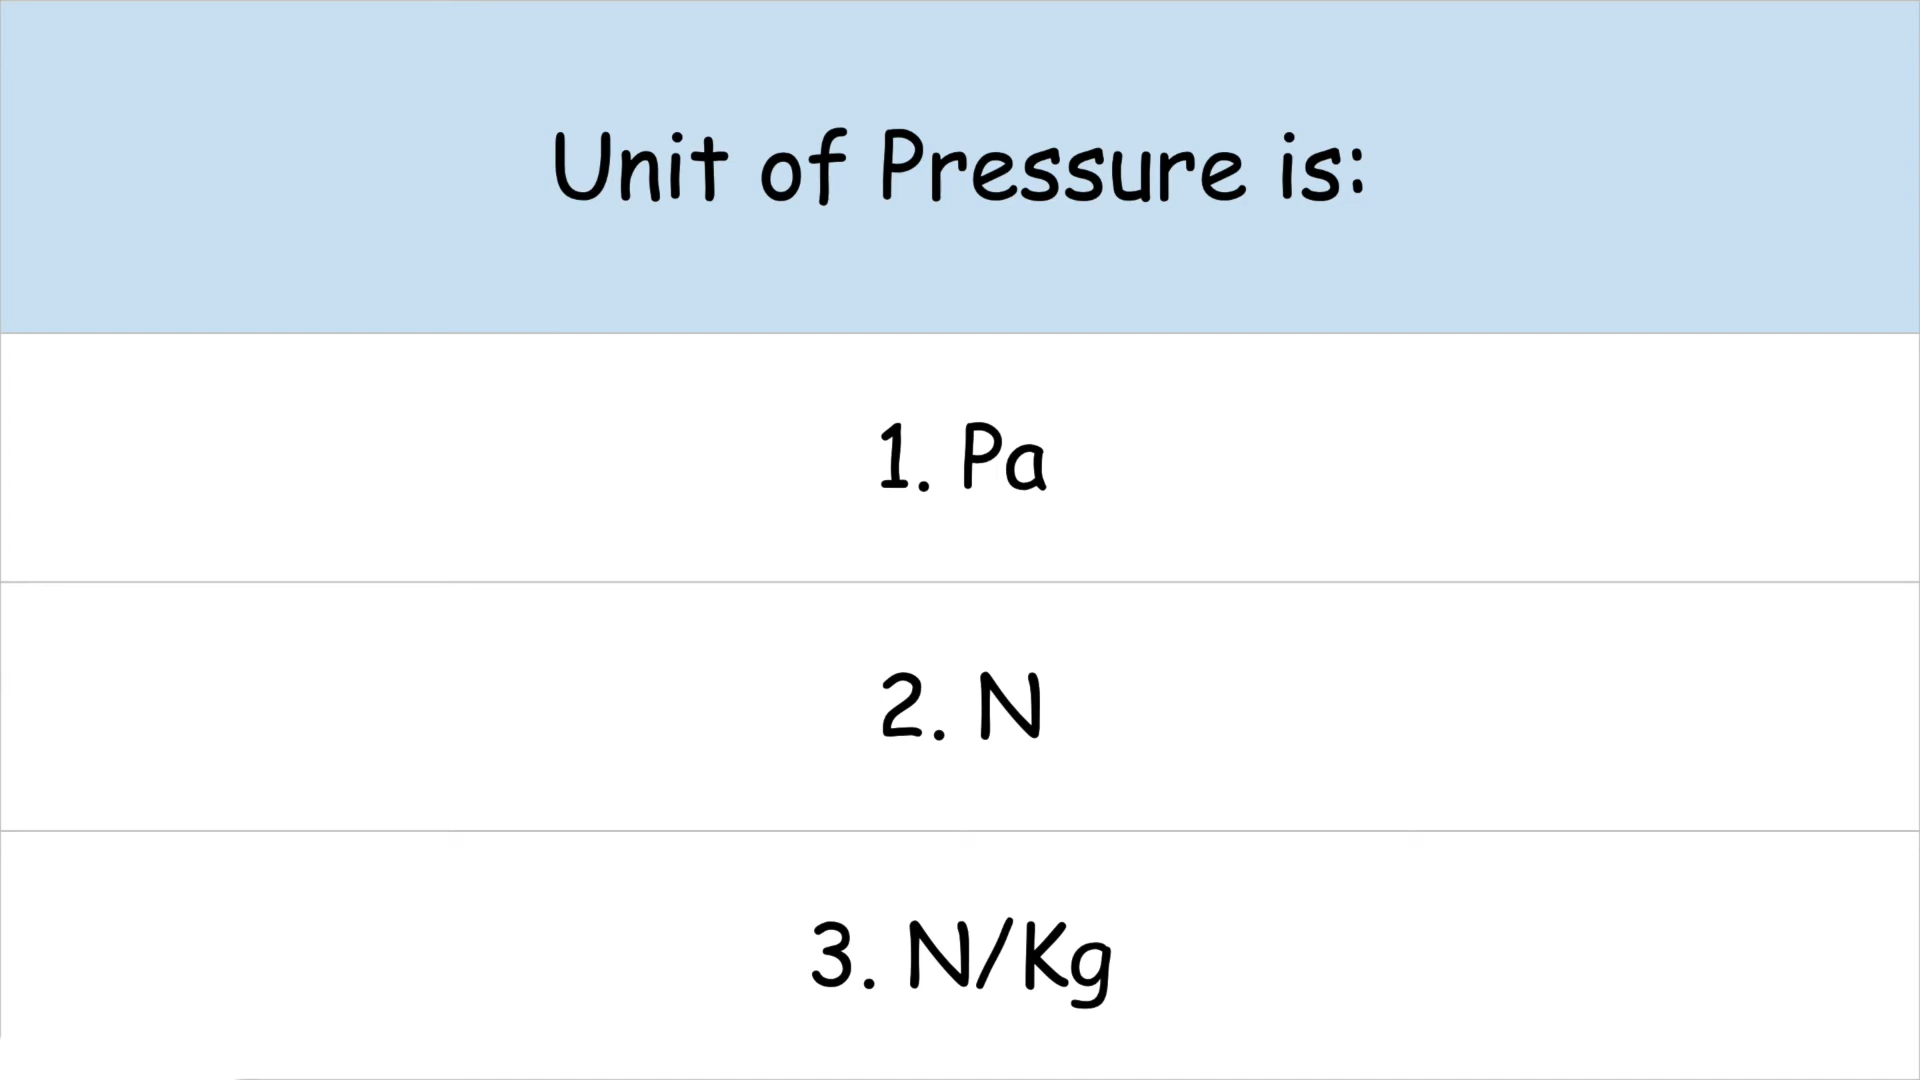 Unit of Pressure is:
1. Pa
2. N
3. N/Kg